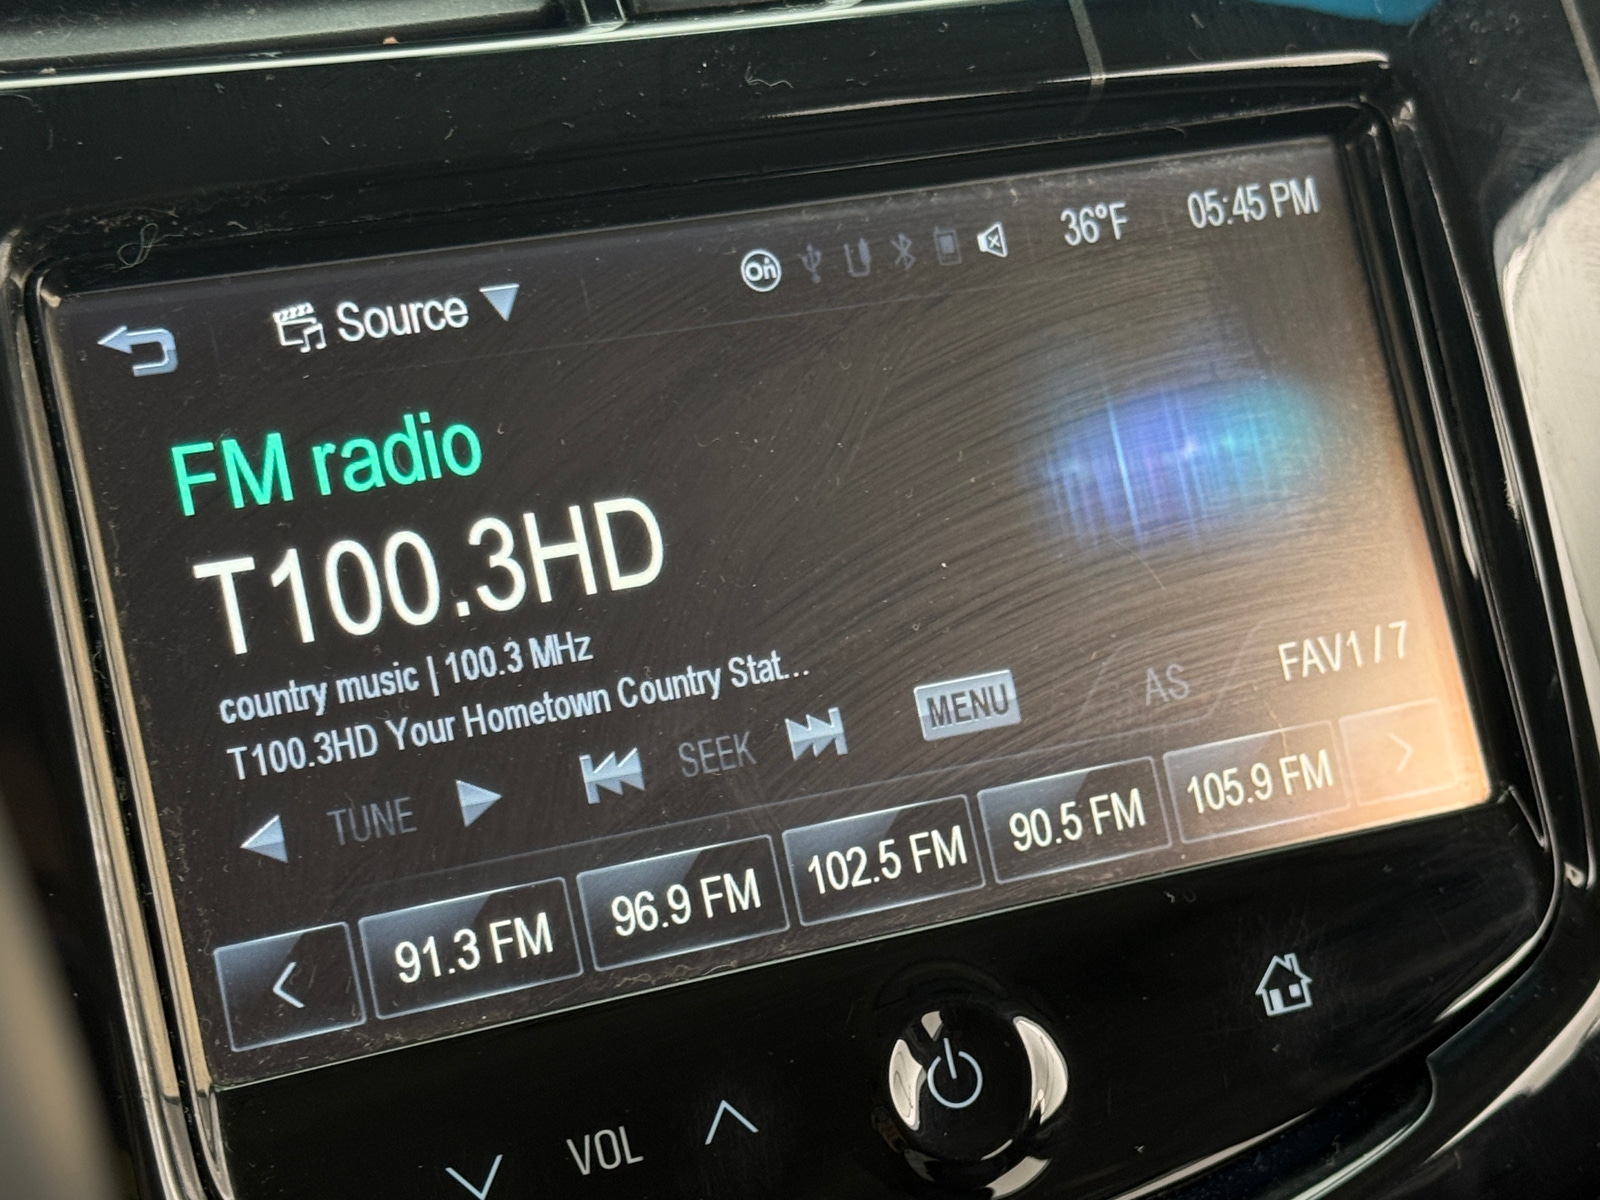 Source
On
36°F
05:45 PM
FM radio
T100.3HD
country music | 100.3 MHz
T100.3HD Your Hometown Country Stat...
TUNE
SEEK
MENU
AS
FAV1 / 7
<
91.3 FM
96.9 FM
102.5 FM
90.5 FM
105.9 FM
>
VOL